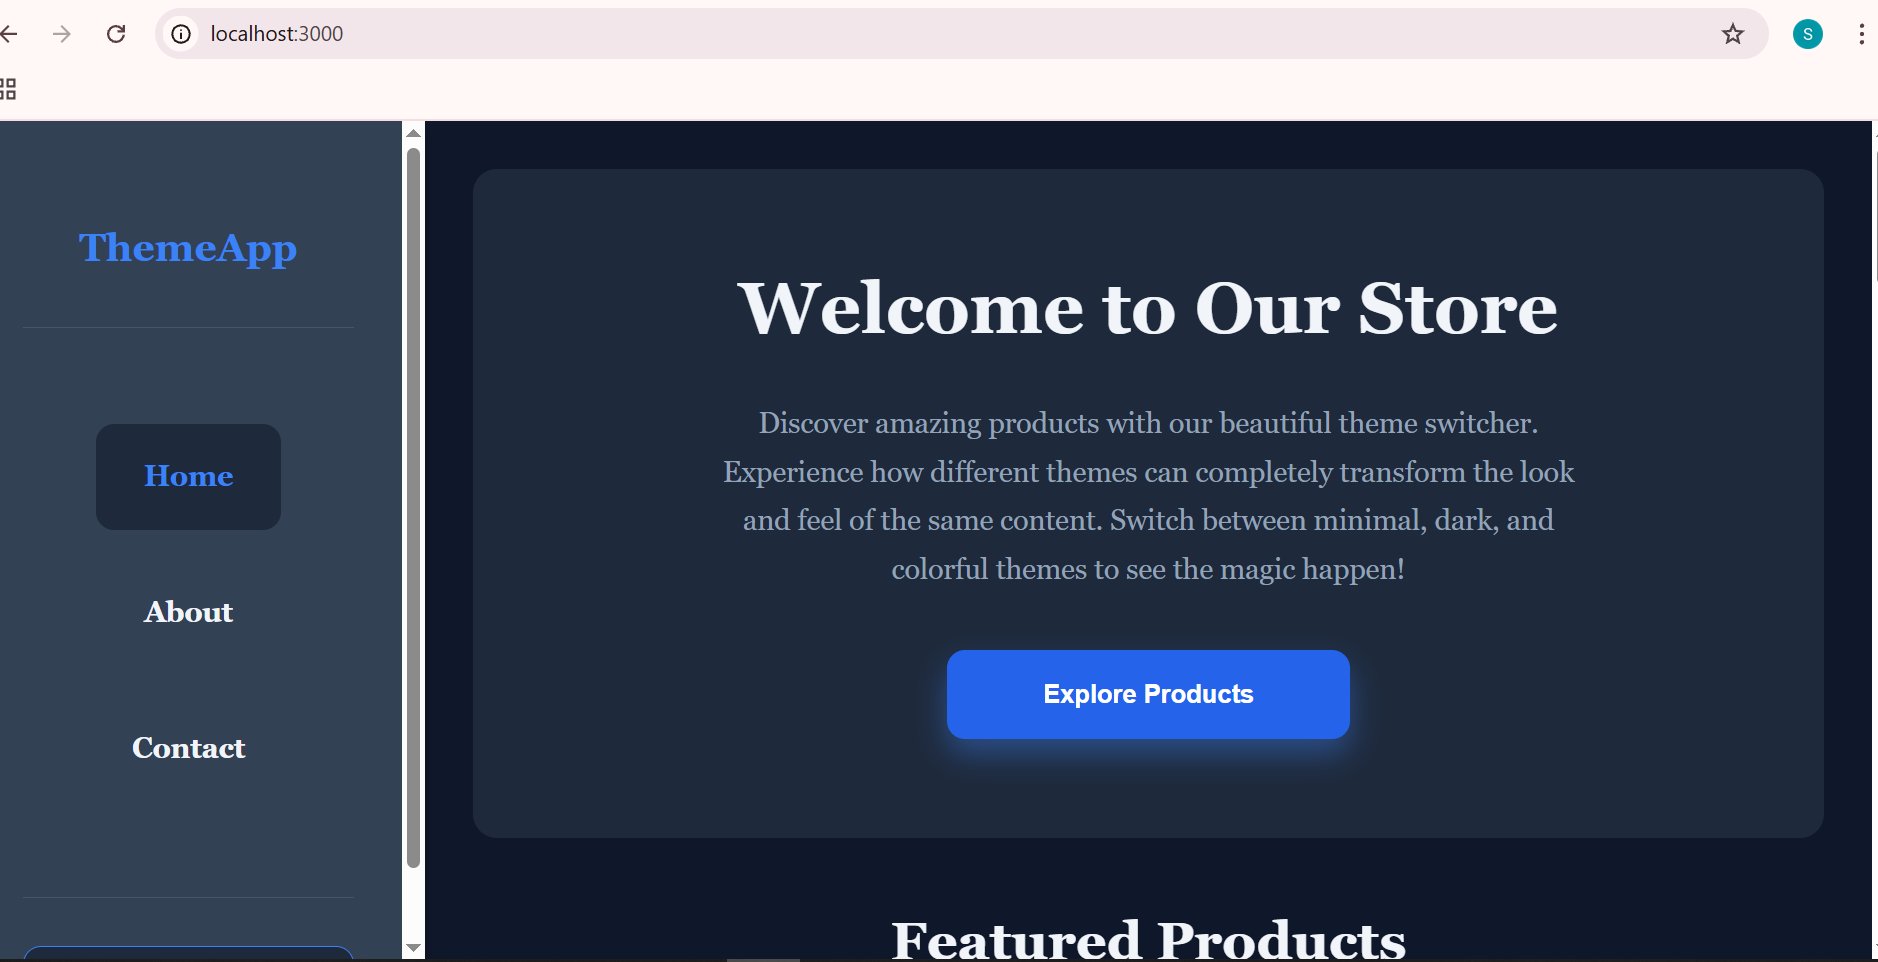 localhost:3000
S
ThemeApp
Home
About
Contact
Welcome to Our Store
Discover amazing products with our beautiful theme switcher.
Experience how different themes can completely transform the look
and feel of the same content. Switch between minimal, dark, and
colorful themes to see the magic happen!
Explore Products
Featured Products